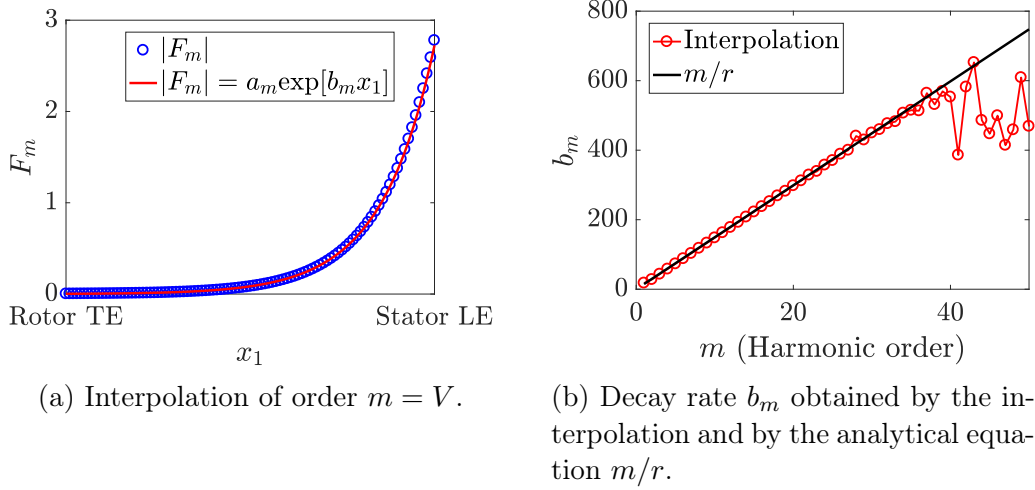 3
2
1
0
F_m
|F_m|
|F_m| = a_m exp[b_m x_1]
Rotor TE
Stator LE
x_1
(a) Interpolation of order m = V.
800
600
400
200
0
b_m
Interpolation
m/r
0
20
40
m (Harmonic order)
(b) Decay rate b_m obtained by the in-
terpolation and by the analytical equa-
tion m/r.